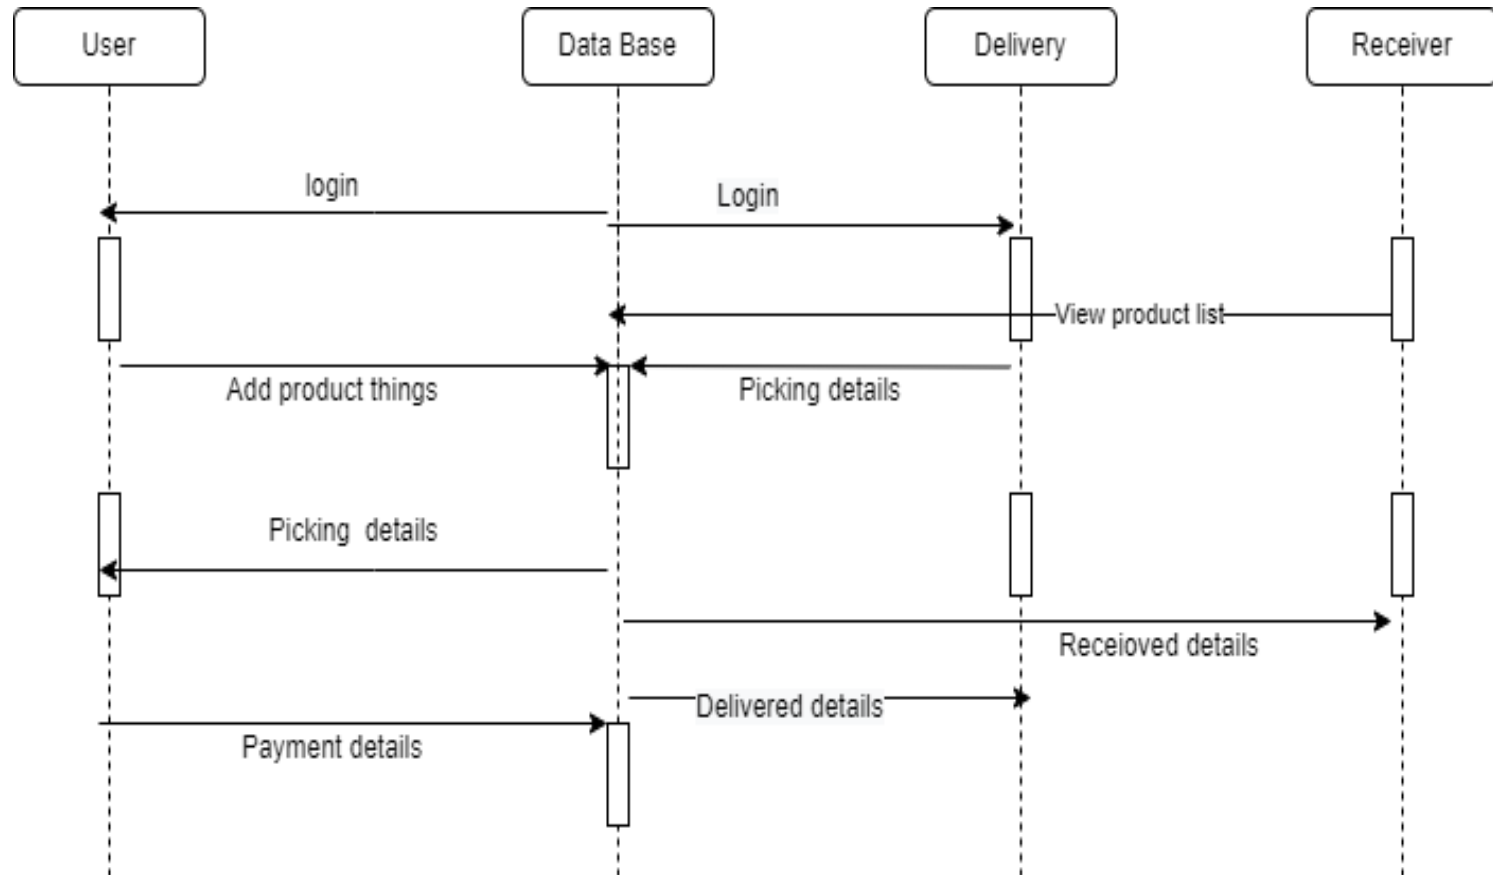 User
Data Base
Delivery
Receiver
login
Login
View product list
Add product things
Picking details
Picking  details
Receioved details
Delivered details
Payment details